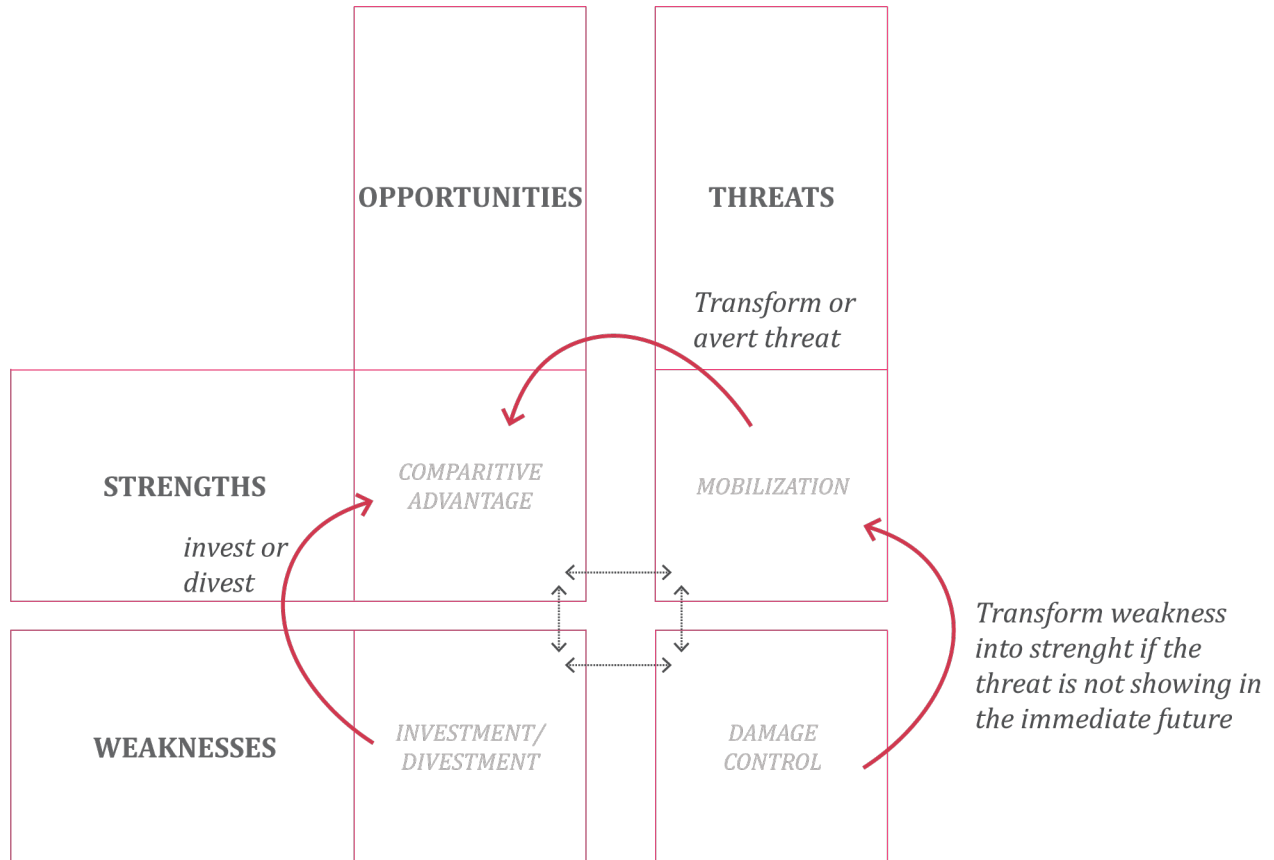 OPPORTUNITIES
THREATS
Transform or
avert threat
STRENGTHS
COMPARITIVE
ADVANTAGE
MOBILIZATION
invest or
divest
Transform weakness
into strenght if the
threat is not showing in
the immediate future
WEAKNESSES
INVESTMENT/
DIVESTMENT
DAMAGE
CONTROL